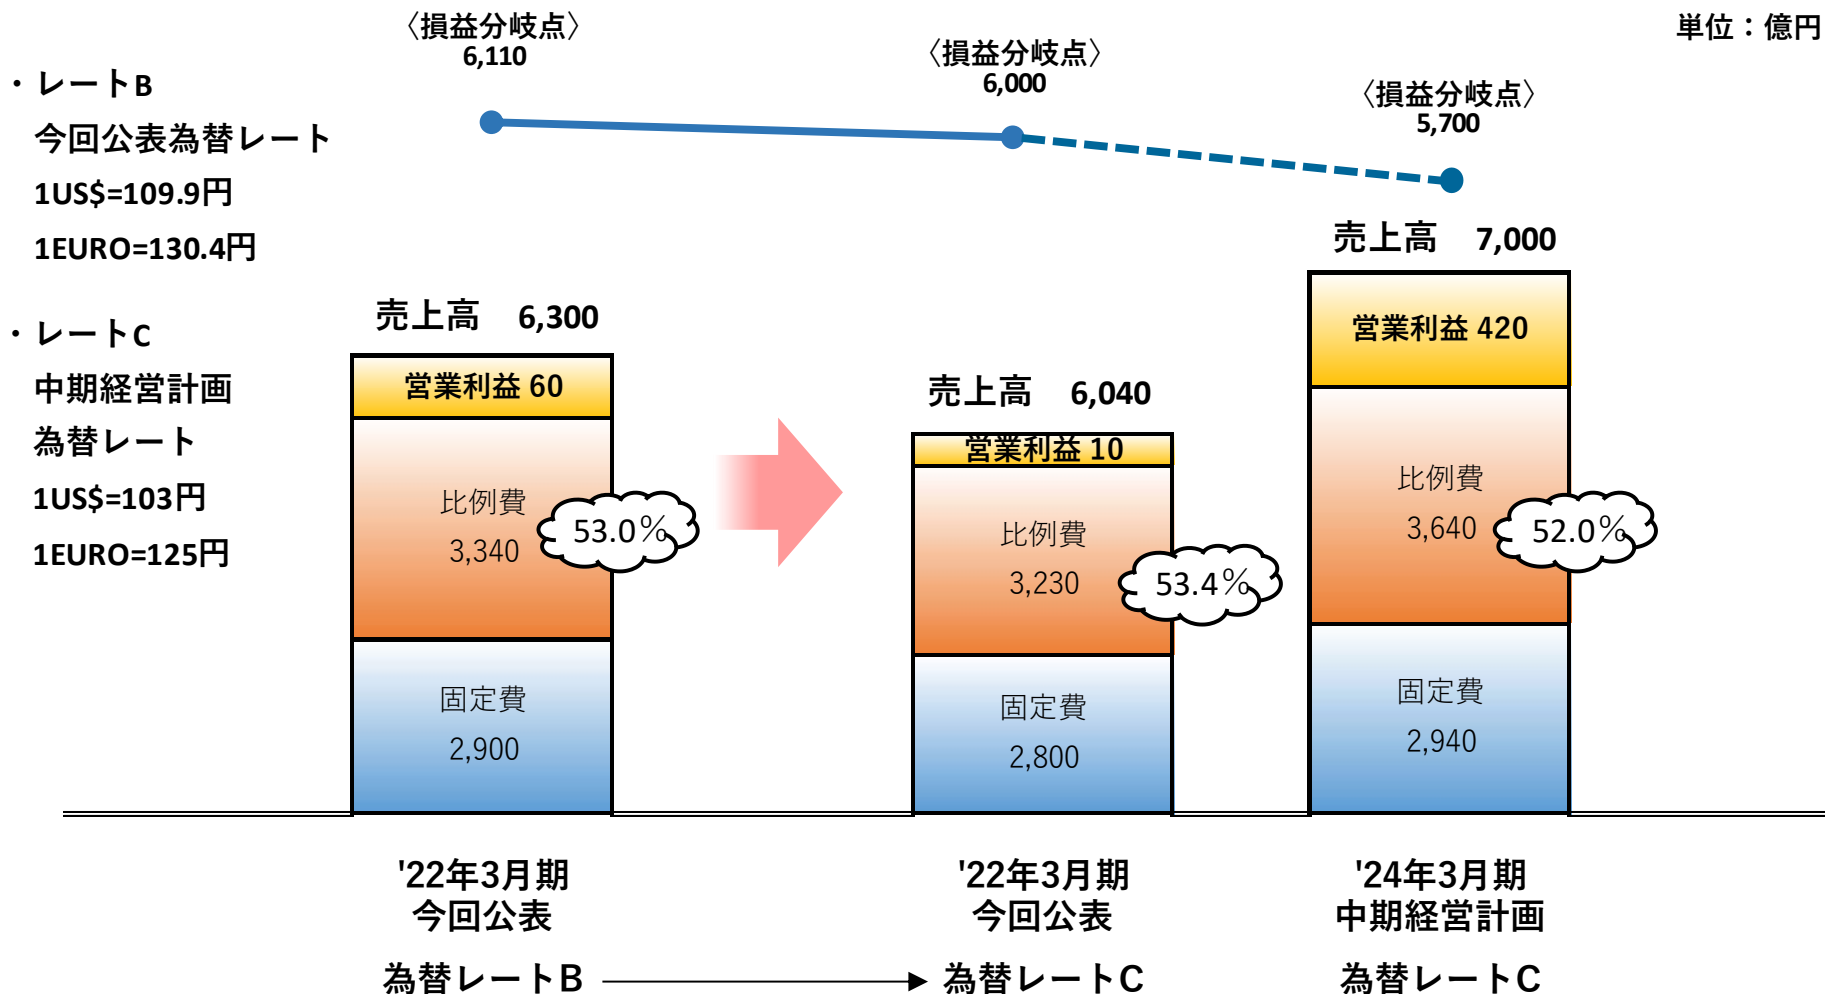 単位：億円
〈損益分岐点〉
6,110
〈損益分岐点〉
6,000
〈損益分岐点〉
5,700
・レートB
今回公表為替レート
1US$=109.9円
1EURO=130.4円
・レートC
中期経営計画
為替レート
1US$=103円
1EURO=125円
売上高 6,300
営業利益 60
比例費
3,340
53.0％
固定費
2,900
売上高 6,040
営業利益 10
比例費
3,230
53.4％
固定費
2,800
売上高 7,000
営業利益 420
比例費
3,640
52.0％
固定費
2,940
'22年3月期
今回公表
為替レートB
'22年3月期
今回公表
為替レートC
'24年3月期
中期経営計画
為替レートC